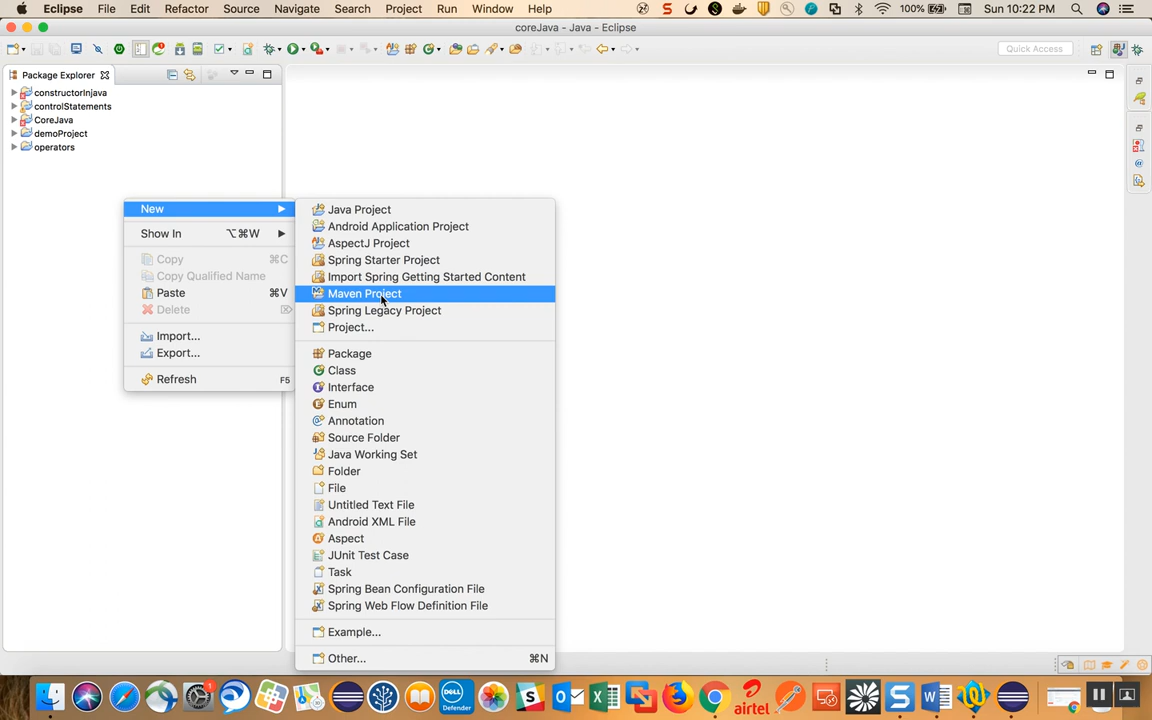 Eclipse File Edit Refactor Source Navigate Search Project Run Window Help 100% Sun 10:22 PM
coreJava - Java - Eclipse
Quick Access
Package Explorer
constructorInjava
controlStatements
CoreJava
demoProject
operators
New
Show In ⌥⌘W
Copy ⌘C
Copy Qualified Name
Paste ⌘V
Delete ⌦
Import...
Export...
Refresh F5
Java Project
Android Application Project
AspectJ Project
Spring Starter Project
Import Spring Getting Started Content
Maven Project
Spring Legacy Project
Project...
Package
Class
Interface
Enum
Annotation
Source Folder
Java Working Set
Folder
File
Untitled Text File
Android XML File
Aspect
JUnit Test Case
Task
Spring Bean Configuration File
Spring Web Flow Definition File
Example...
Other... ⌘N
DELL
Defender
airtel